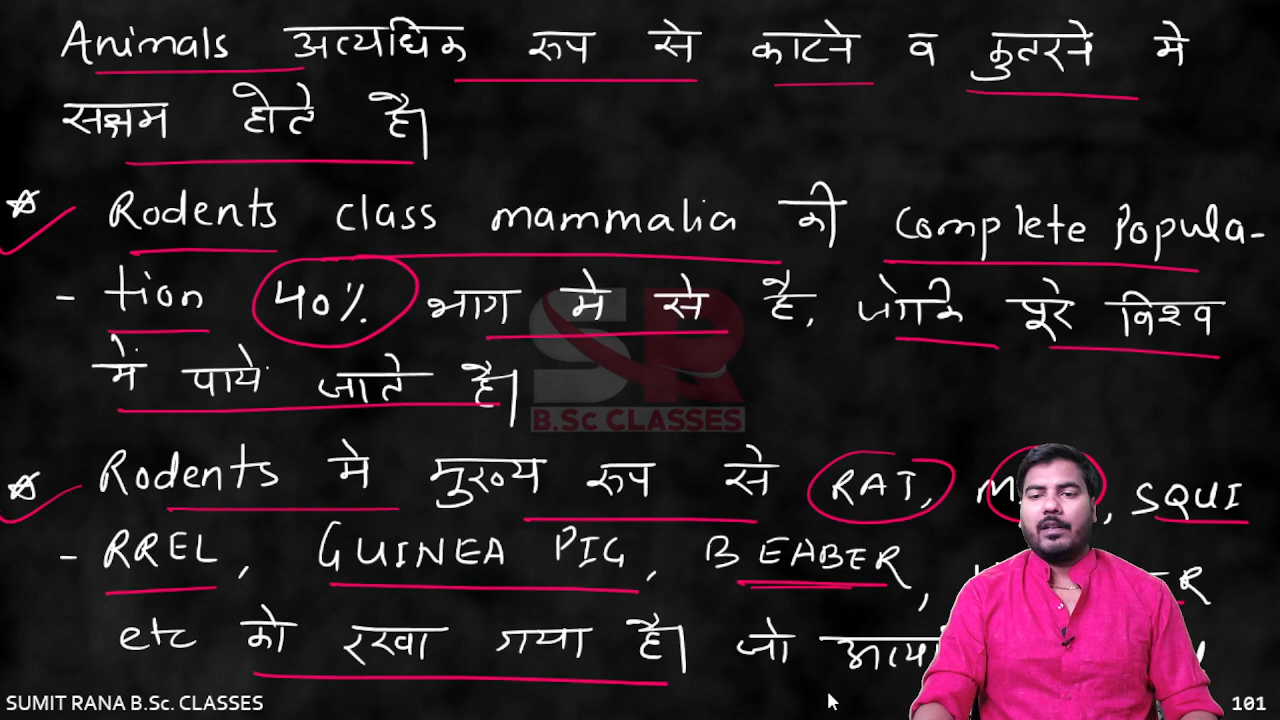 Animals अत्यधिक रूप से काटने व कुतरने मे
सक्षम होते है।
Rodents class mammalia की Complete Popula-
-tion 40% भाग मे से है, जोकि पूरे विश्व
में पाये जाते है।
SR
B.Sc CLASSES
Rodents मे मुख्य रूप से RAT, , SQUI
-RREL, GUINEA PIG, BEABER,
etc को रखा गया है। जो
SUMIT RANA B.Sc. CLASSES
101